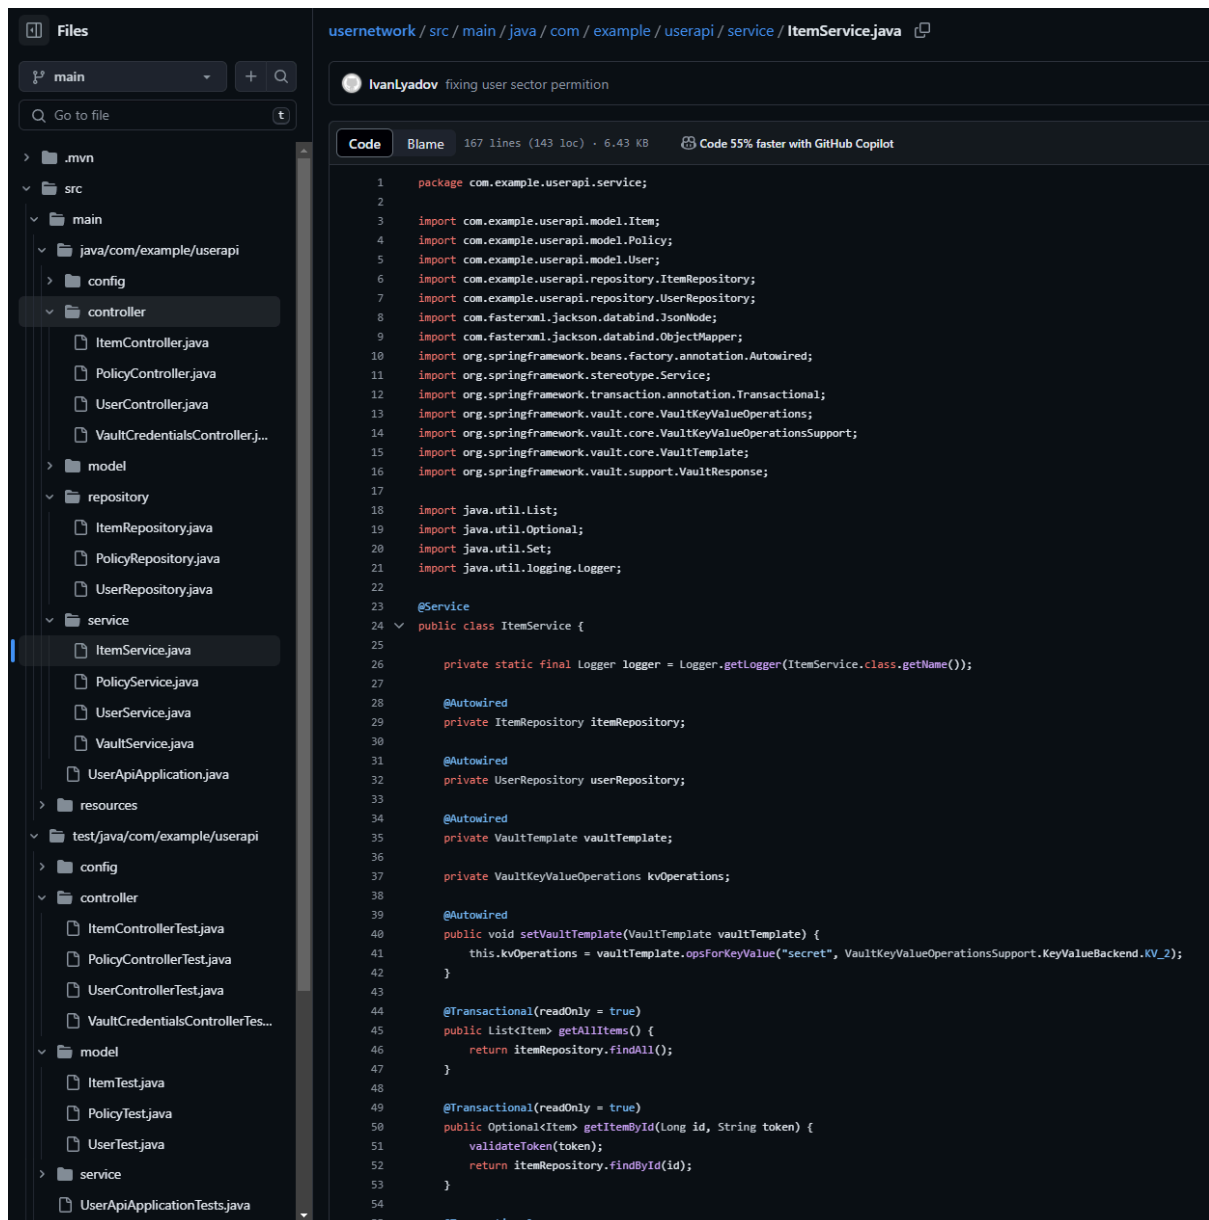 Files
main
Go to file
t
.mvn
src
main
java/com/example/userapi
config
controller
ItemController.java
PolicyController.java
UserController.java
VaultCredentialsController.j...
model
repository
ItemRepository.java
PolicyRepository.java
UserRepository.java
service
ItemService.java
PolicyService.java
UserService.java
VaultService.java
UserApiApplication.java
resources
test/java/com/example/userapi
config
controller
ItemControllerTest.java
PolicyControllerTest.java
UserControllerTest.java
VaultCredentialsControllerTes...
model
ItemTest.java
PolicyTest.java
UserTest.java
service
UserApiApplicationTests.java
usernetwork / src / main / java / com / example / userapi / service / ItemService.java
IvanLyadov fixing user sector permition
Code Blame 167 lines (143 loc) · 6.43 KB Code 55% faster with GitHub Copilot
1 package com.example.userapi.service;
2
3 import com.example.userapi.model.Item;
4 import com.example.userapi.model.Policy;
5 import com.example.userapi.model.User;
6 import com.example.userapi.repository.ItemRepository;
7 import com.example.userapi.repository.UserRepository;
8 import com.fasterxml.jackson.databind.JsonNode;
9 import com.fasterxml.jackson.databind.ObjectMapper;
10 import org.springframework.beans.factory.annotation.Autowired;
11 import org.springframework.stereotype.Service;
12 import org.springframework.transaction.annotation.Transactional;
13 import org.springframework.vault.core.VaultKeyValueOperations;
14 import org.springframework.vault.core.VaultKeyValueOperationsSupport;
15 import org.springframework.vault.core.VaultTemplate;
16 import org.springframework.vault.support.VaultResponse;
17
18 import java.util.List;
19 import java.util.Optional;
20 import java.util.Set;
21 import java.util.logging.Logger;
22
23 @Service
24 public class ItemService {
25
26 private static final Logger logger = Logger.getLogger(ItemService.class.getName());
27
28 @Autowired
29 private ItemRepository itemRepository;
30
31 @Autowired
32 private UserRepository userRepository;
33
34 @Autowired
35 private VaultTemplate vaultTemplate;
36
37 private VaultKeyValueOperations kvOperations;
38
39 @Autowired
40 public void setVaultTemplate(VaultTemplate vaultTemplate) {
41 this.kvOperations = vaultTemplate.opsForKeyValue("secret", VaultKeyValueOperationsSupport.KeyValueBackend.KV_2);
42 }
43
44 @Transactional(readOnly = true)
45 public List<Item> getAllItems() {
46 return itemRepository.findAll();
47 }
48
49 @Transactional(readOnly = true)
50 public Optional<Item> getItemById(Long id, String token) {
51 validateToken(token);
52 return itemRepository.findById(id);
53 }
54